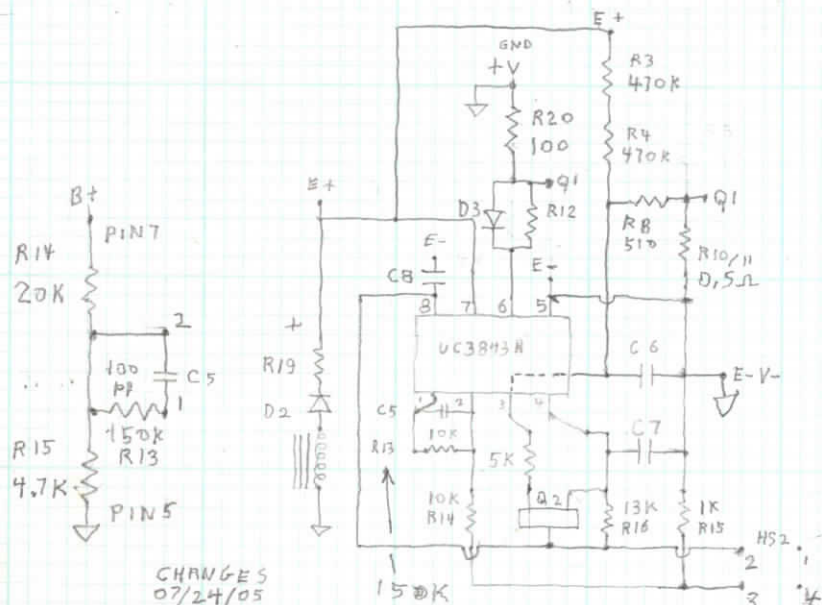 E+
GND
+V
R3
470K
R20
100
R4
470K
E+
Q1
D3
R12
Q1
R8
510
B+
PIN7
R14
20K
E-
C8
E-
R10/11
0,5Ω
8 7 6 5
+
UC3843N
C6
E-V-
2
100
PF
C5
1
150K
R13
R19
D2
C5
1 2 3 4
10K
R13
C7
5K
R15
4.7K
PIN5
10K
R14
Q2
13K
R16
1K
R15
HS2
1
2
CHANGES
07/24/05
150K
3
4